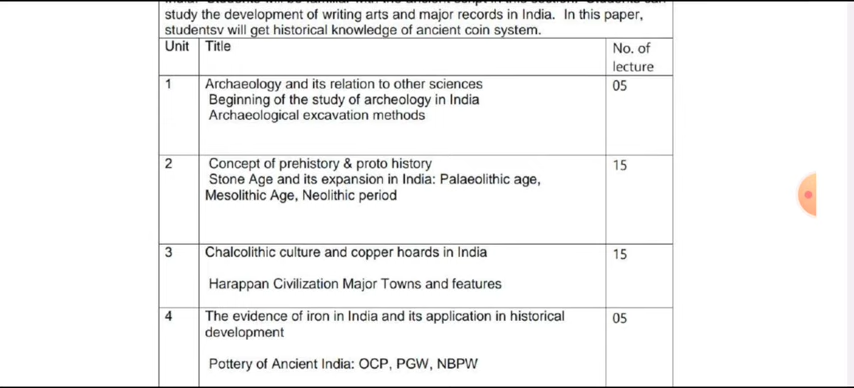 study the development of writing arts and major records in India. In this paper,
studentsv will get historical knowledge of ancient coin system.
Unit Title No. of
lecture
1 Archaeology and its relation to other sciences 05
Beginning of the study of archeology in India
Archaeological excavation methods
2 Concept of prehistory & proto history 15
Stone Age and its expansion in India: Palaeolithic age,
Mesolithic Age, Neolithic period
3 Chalcolithic culture and copper hoards in India 15
Harappan Civilization Major Towns and features
4 The evidence of iron in India and its application in historical 05
development
Pottery of Ancient India: OCP, PGW, NBPW